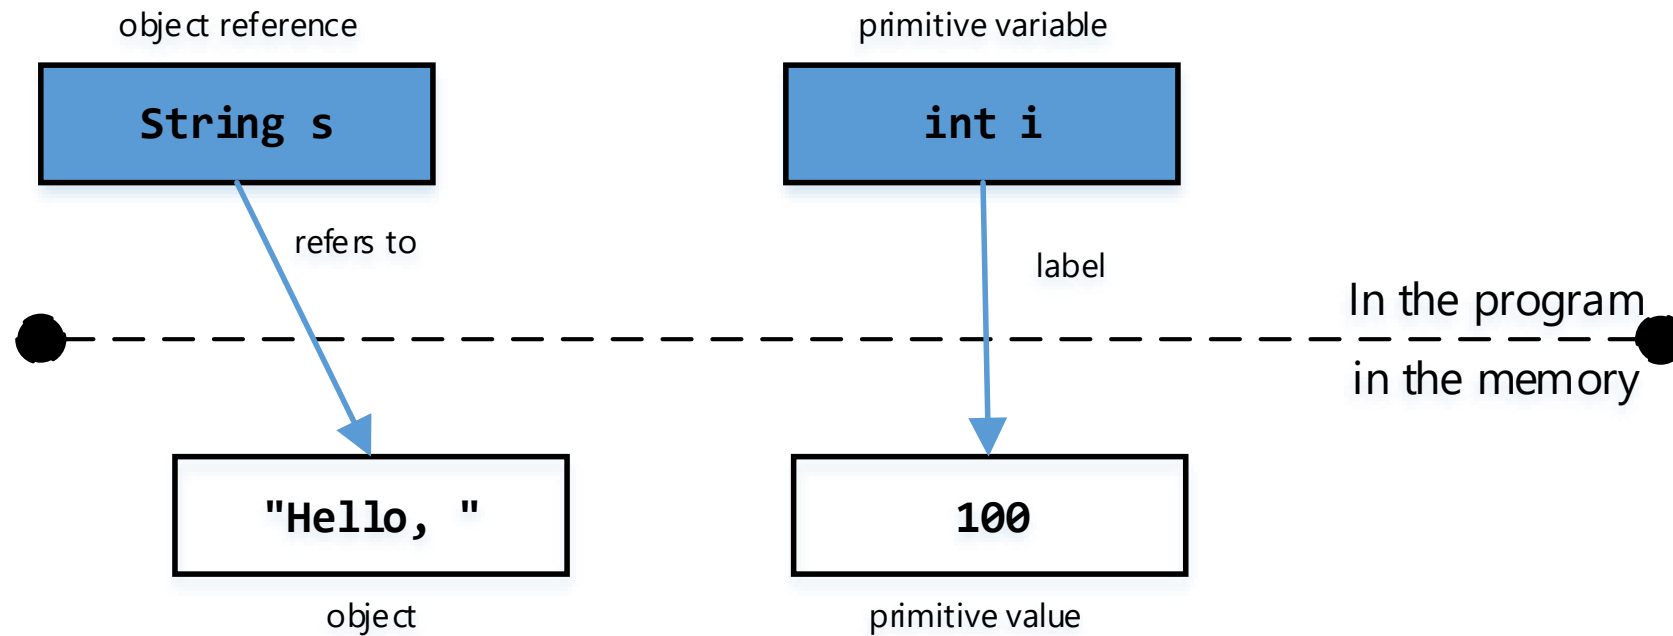 object reference
primitive variable
String s
int i
refers to
label
In the program
in the memory
"Hello, "
100
object
primitive value